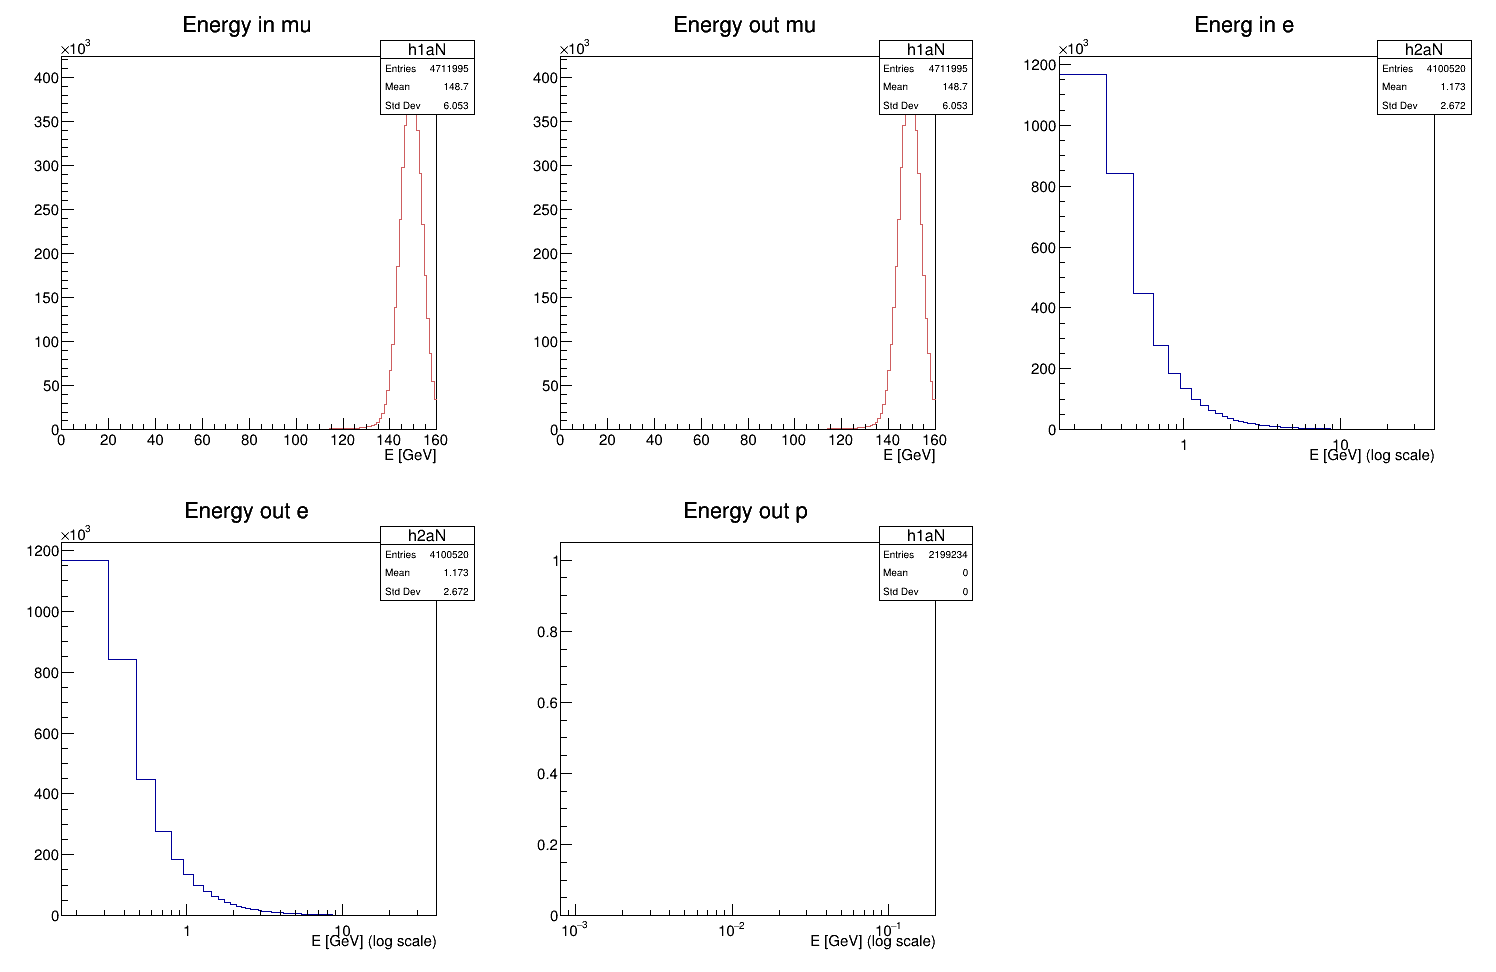 Energy in mu
×10³
h1aN
Entries 4711995
Mean 148.7
Std Dev 6.053
400
350
300
250
200
150
100
50
0
0 20 40 60 80 100 120 140 160
E [GeV]
Energy out mu
×10³
h1aN
Entries 4711995
Mean 148.7
Std Dev 6.053
400
350
300
250
200
150
100
50
0
0 20 40 60 80 100 120 140 160
E [GeV]
Energ in e
×10³
h2aN
Entries 4100520
Mean 1.173
Std Dev 2.672
1200
1000
800
600
400
200
0
1 10
E [GeV] (log scale)
Energy out e
×10³
h2aN
Entries 4100520
Mean 1.173
Std Dev 2.672
1200
1000
800
600
400
200
0
1 10
E [GeV] (log scale)
Energy out p
h1aN
Entries 2199234
Mean 0
Std Dev 0
1
0.8
0.6
0.4
0.2
0
10⁻³ 10⁻² 10⁻¹
E [GeV] (log scale)